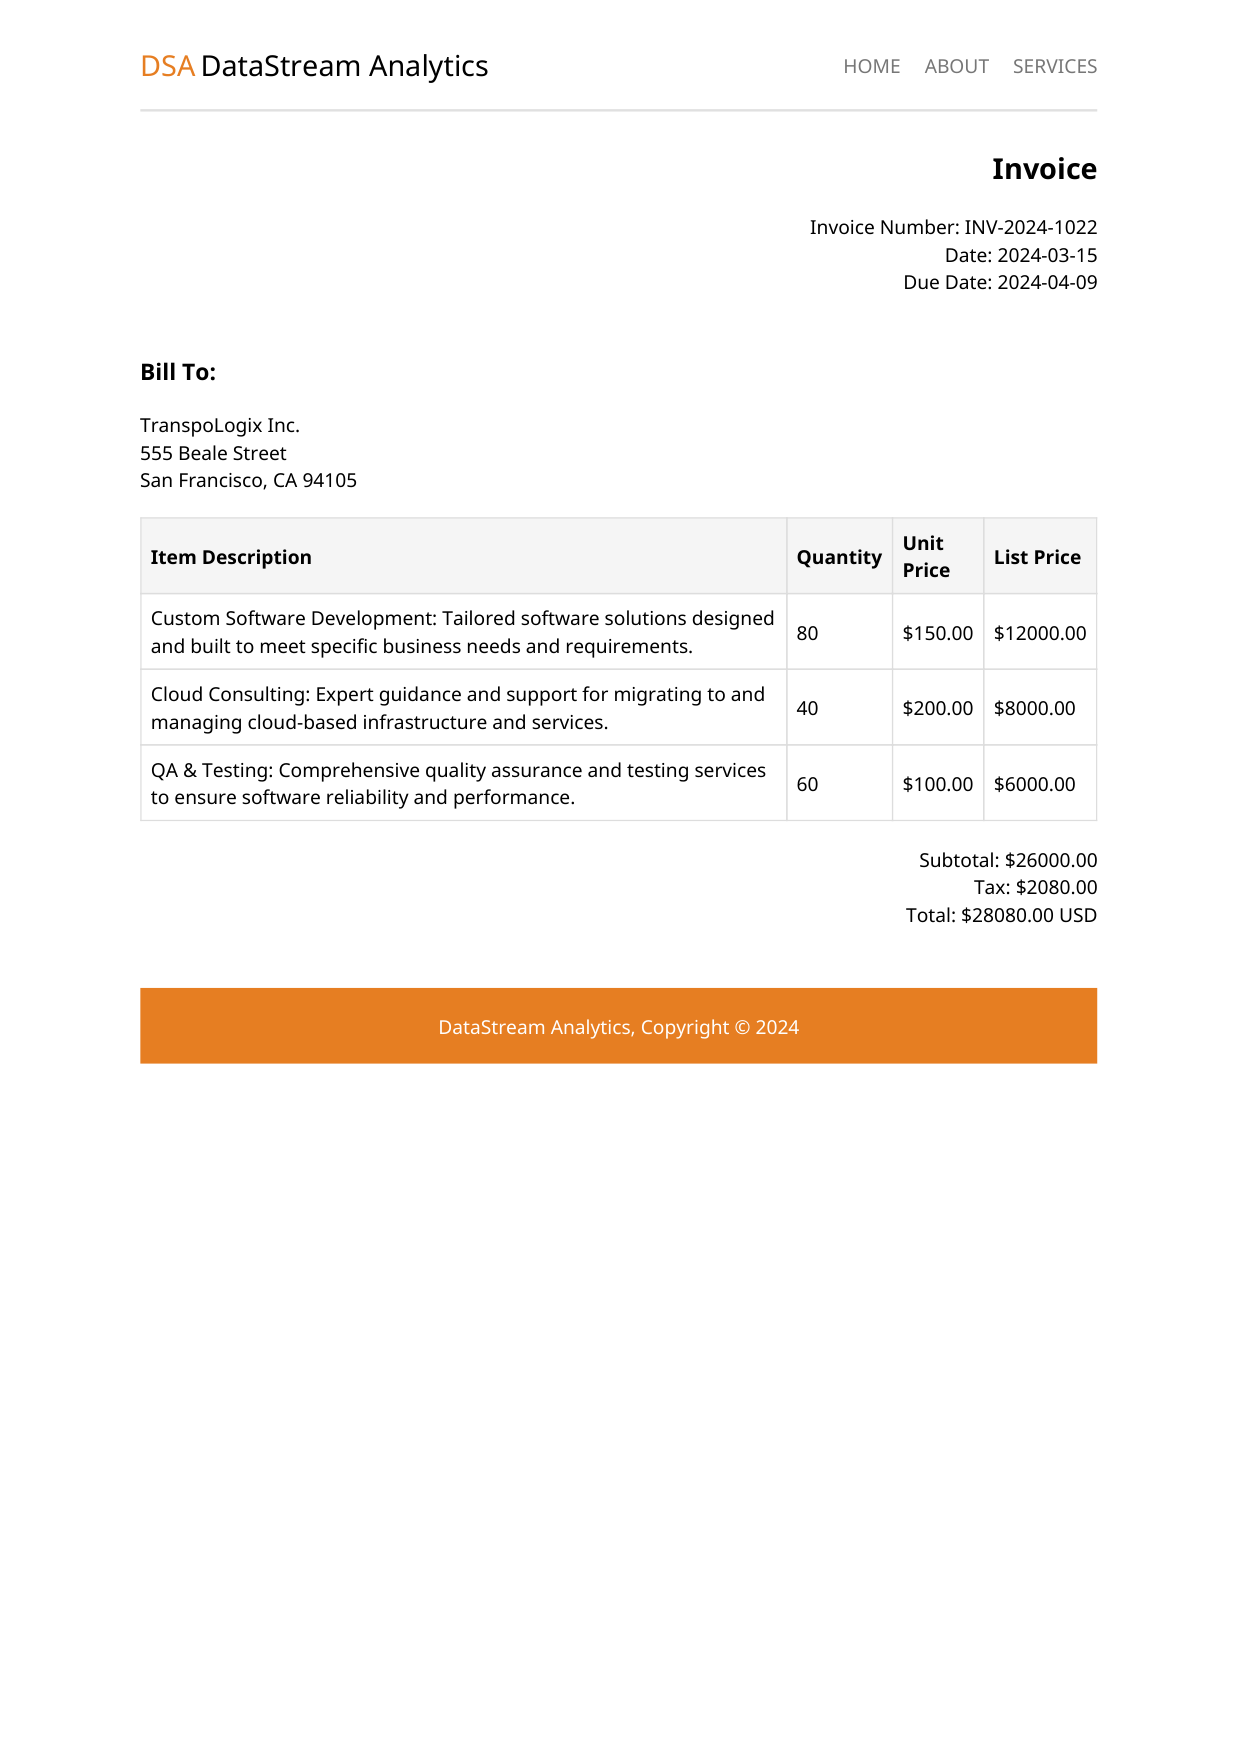 DSA DataStream Analytics HOME ABOUT SERVICES
Invoice
Invoice Number: INV-2024-1022
Date: 2024-03-15
Due Date: 2024-04-09
Bill To:
TranspoLogix Inc.
555 Beale Street
San Francisco, CA 94105
Item Description Quantity Unit Price List Price
Custom Software Development: Tailored software solutions designed
and built to meet specific business needs and requirements. 80 $150.00 $12000.00
Cloud Consulting: Expert guidance and support for migrating to and
managing cloud-based infrastructure and services. 40 $200.00 $8000.00
QA & Testing: Comprehensive quality assurance and testing services
to ensure software reliability and performance. 60 $100.00 $6000.00
Subtotal: $26000.00
Tax: $2080.00
Total: $28080.00 USD
DataStream Analytics, Copyright © 2024